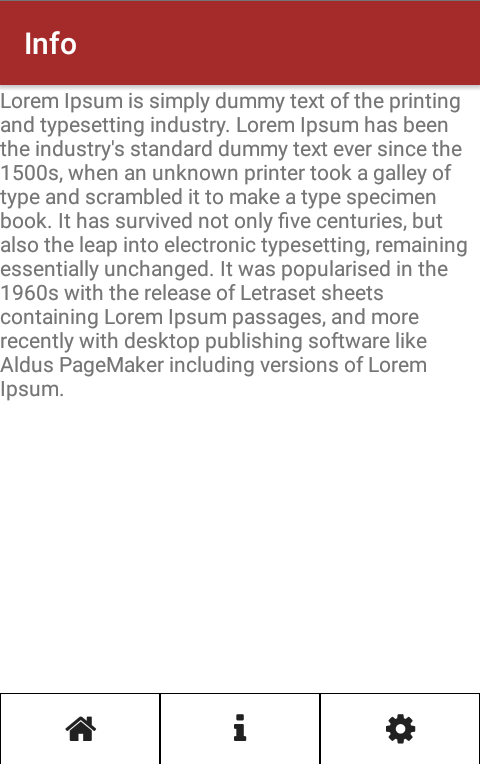 Info
Lorem Ipsum is simply dummy text of the printing
and typesetting industry. Lorem Ipsum has been
the industry's standard dummy text ever since the
1500s, when an unknown printer took a galley of
type and scrambled it to make a type specimen
book. It has survived not only five centuries, but
also the leap into electronic typesetting, remaining
essentially unchanged. It was popularised in the
1960s with the release of Letraset sheets
containing Lorem Ipsum passages, and more
recently with desktop publishing software like
Aldus PageMaker including versions of Lorem
Ipsum.